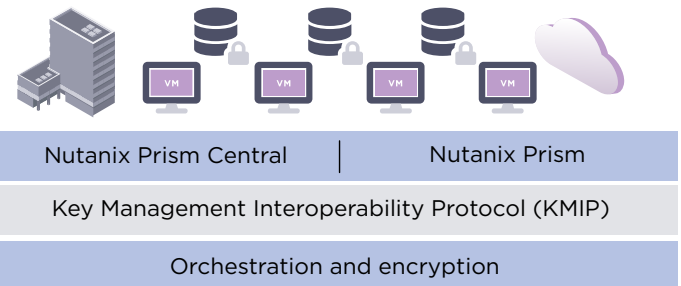 VM
VM
VM
VM
Nutanix Prism Central | Nutanix Prism
Key Management Interoperability Protocol (KMIP)
Orchestration and encryption